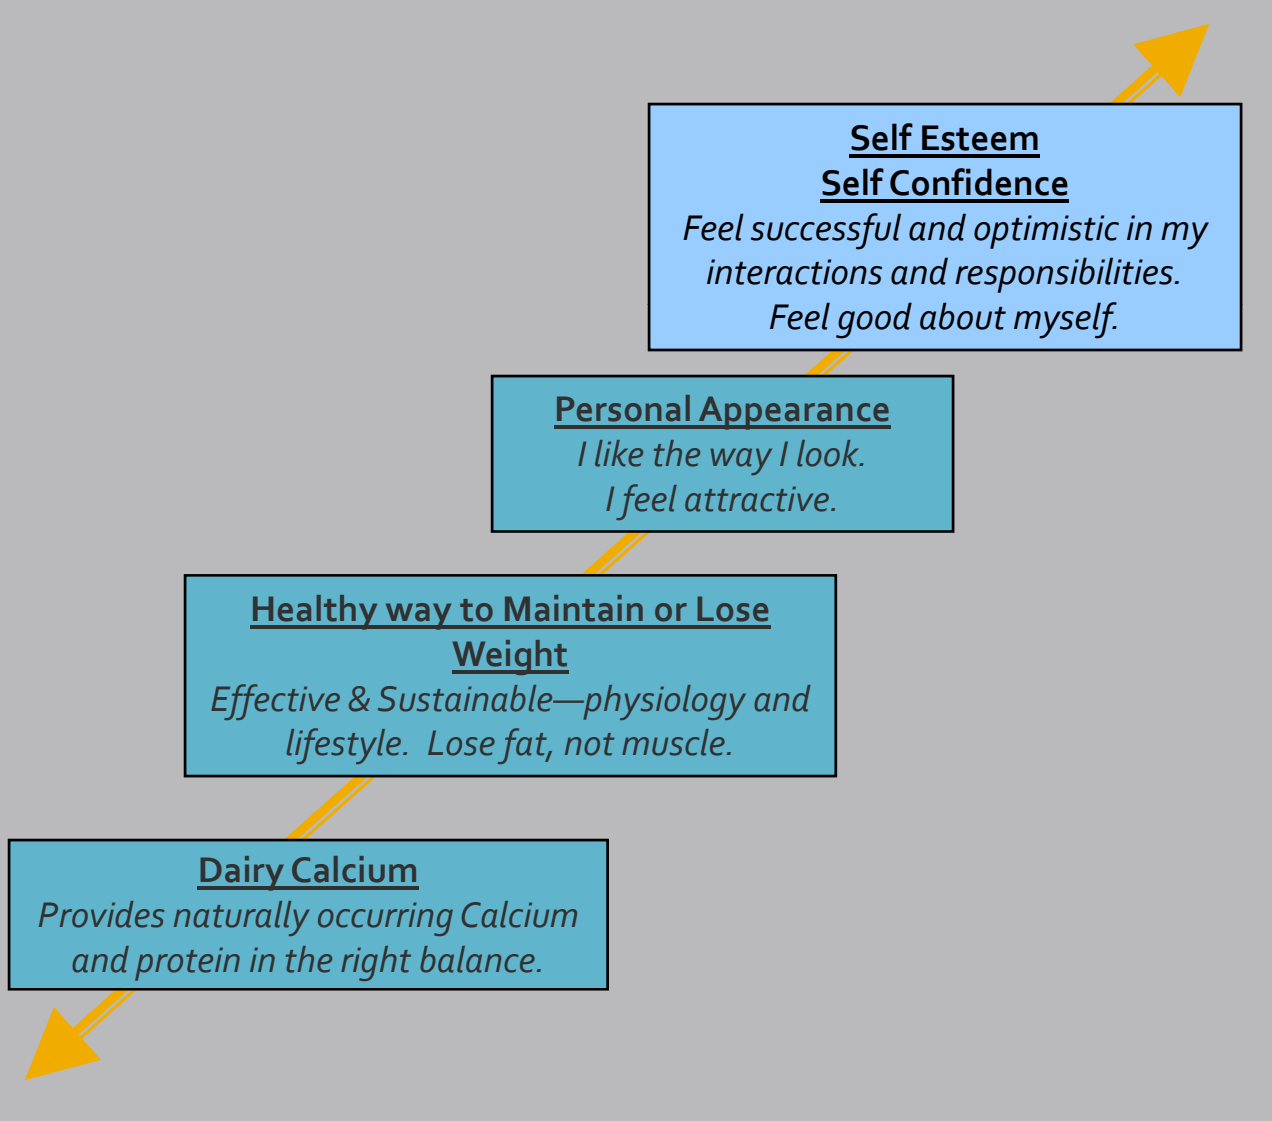 Self Esteem
Self Confidence
Feel successful and optimistic in my
interactions and responsibilities.
Feel good about myself.
Personal Appearance
I like the way I look.
I feel attractive.
Healthy way to Maintain or Lose
Weight
Effective & Sustainable—physiology and
lifestyle.  Lose fat, not muscle.
Dairy Calcium
Provides naturally occurring Calcium
and protein in the right balance.